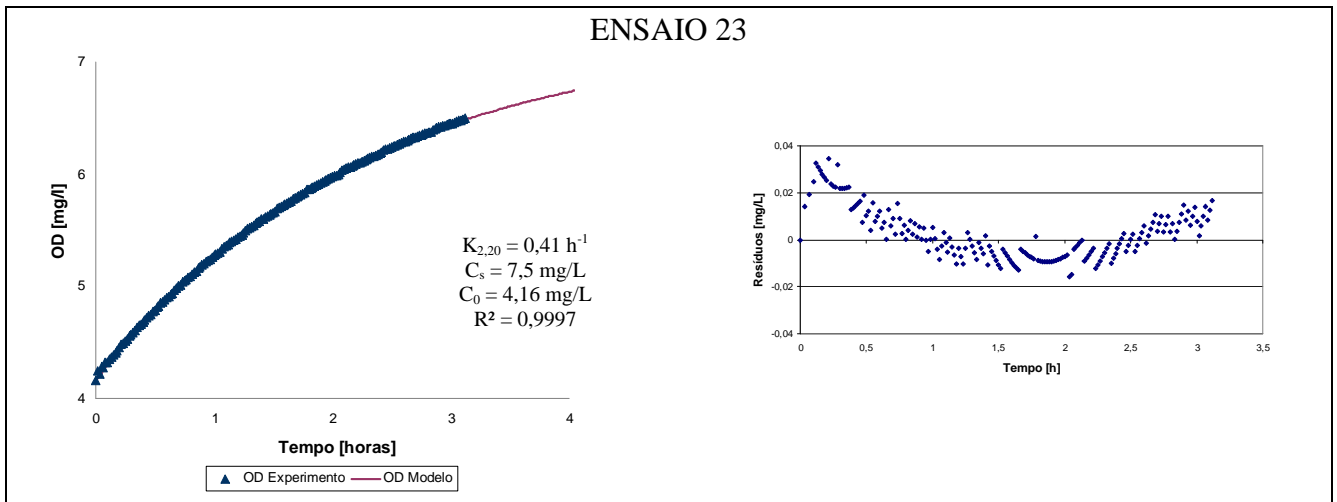 ENSAIO 23
7
6
5
4
0
1
2
3
4
OD [mg/l]
Tempo [horas]
K2,20 = 0,41 h-1
Cs = 7,5 mg/L
C0 = 4,16 mg/L
R² = 0,9997
OD Experimento
OD Modelo
0,04
0,02
0
-0,02
-0,04
0
0,5
1
1,5
2
2,5
3
3,5
Resíduos [mg/L]
Tempo [h]